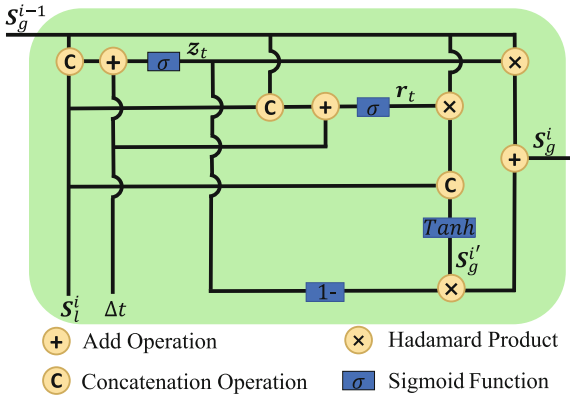 S_g^{i-1}
C + σ z_t ×
C + σ r_t ×
S_g^i
+
C
Tanh
S_g^{i'}
1- ×
S_l^i Δt
+ Add Operation × Hadamard Product
C Concatenation Operation σ Sigmoid Function